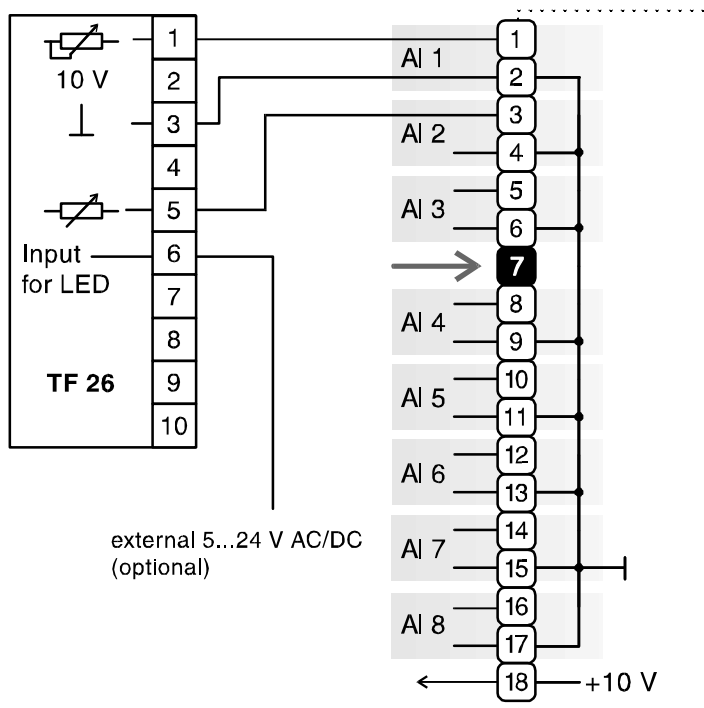 1
10 V
2
3
4
5
Input
for LED
6
7
8
TF 26
9
10
external 5...24 V AC/DC
(optional)
AI 1
1
2
AI 2
3
4
AI 3
5
6
7
AI 4
8
9
AI 5
10
11
AI 6
12
13
AI 7
14
15
AI 8
16
17
18
+10 V